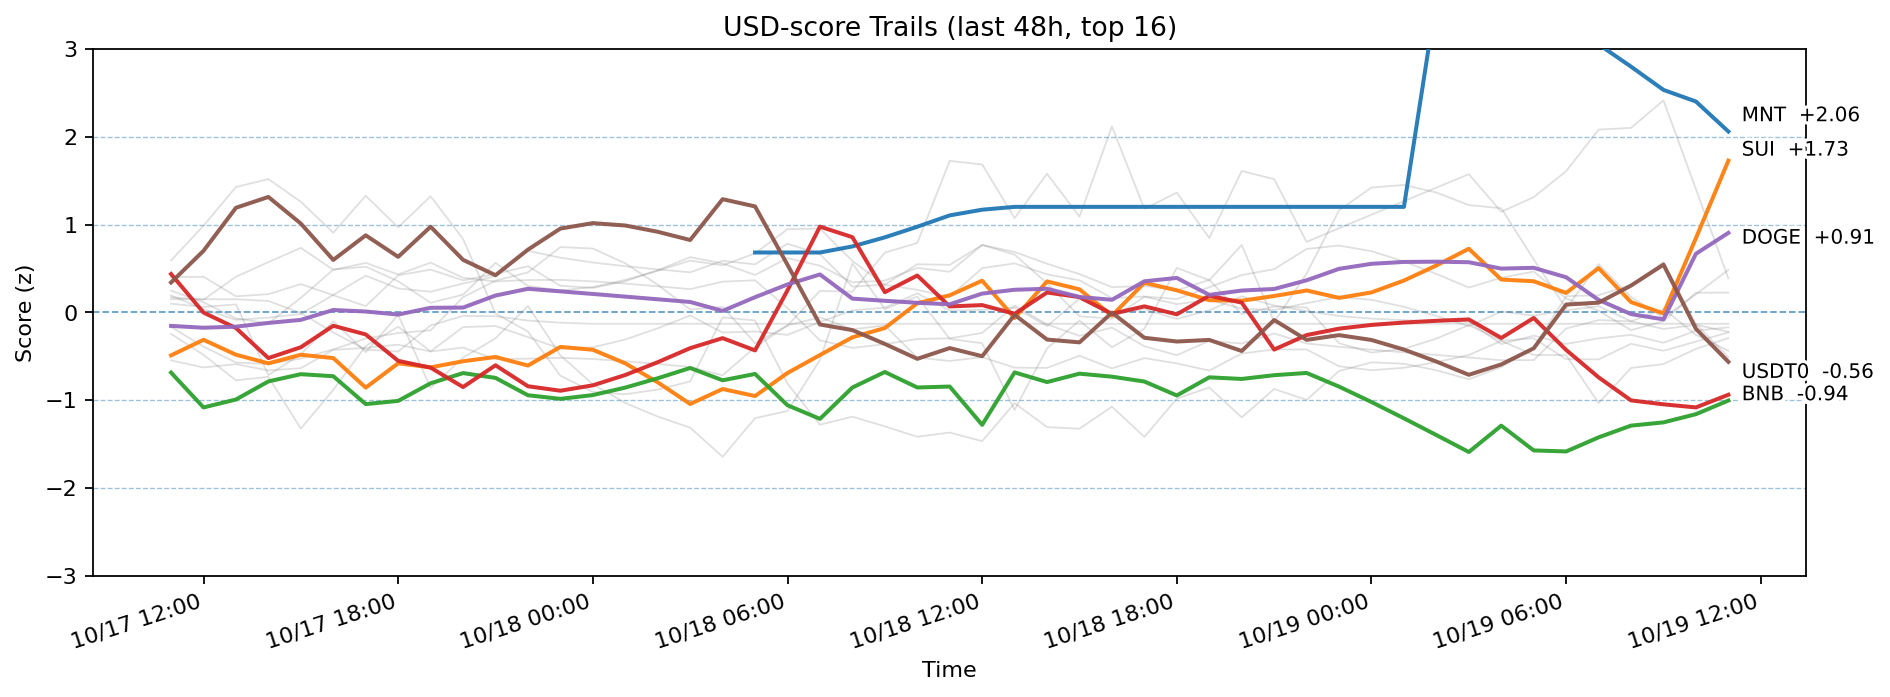 USD-score Trails (last 48h, top 16)
3
2
1
0
−1
−2
−3
Score (z)
MNT +2.06
SUI +1.73
DOGE +0.91
USDT0 -0.56
BNB -0.94
10/17 12:00
10/17 18:00
10/18 00:00
10/18 06:00
10/18 12:00
10/18 18:00
10/19 00:00
10/19 06:00
10/19 12:00
Time